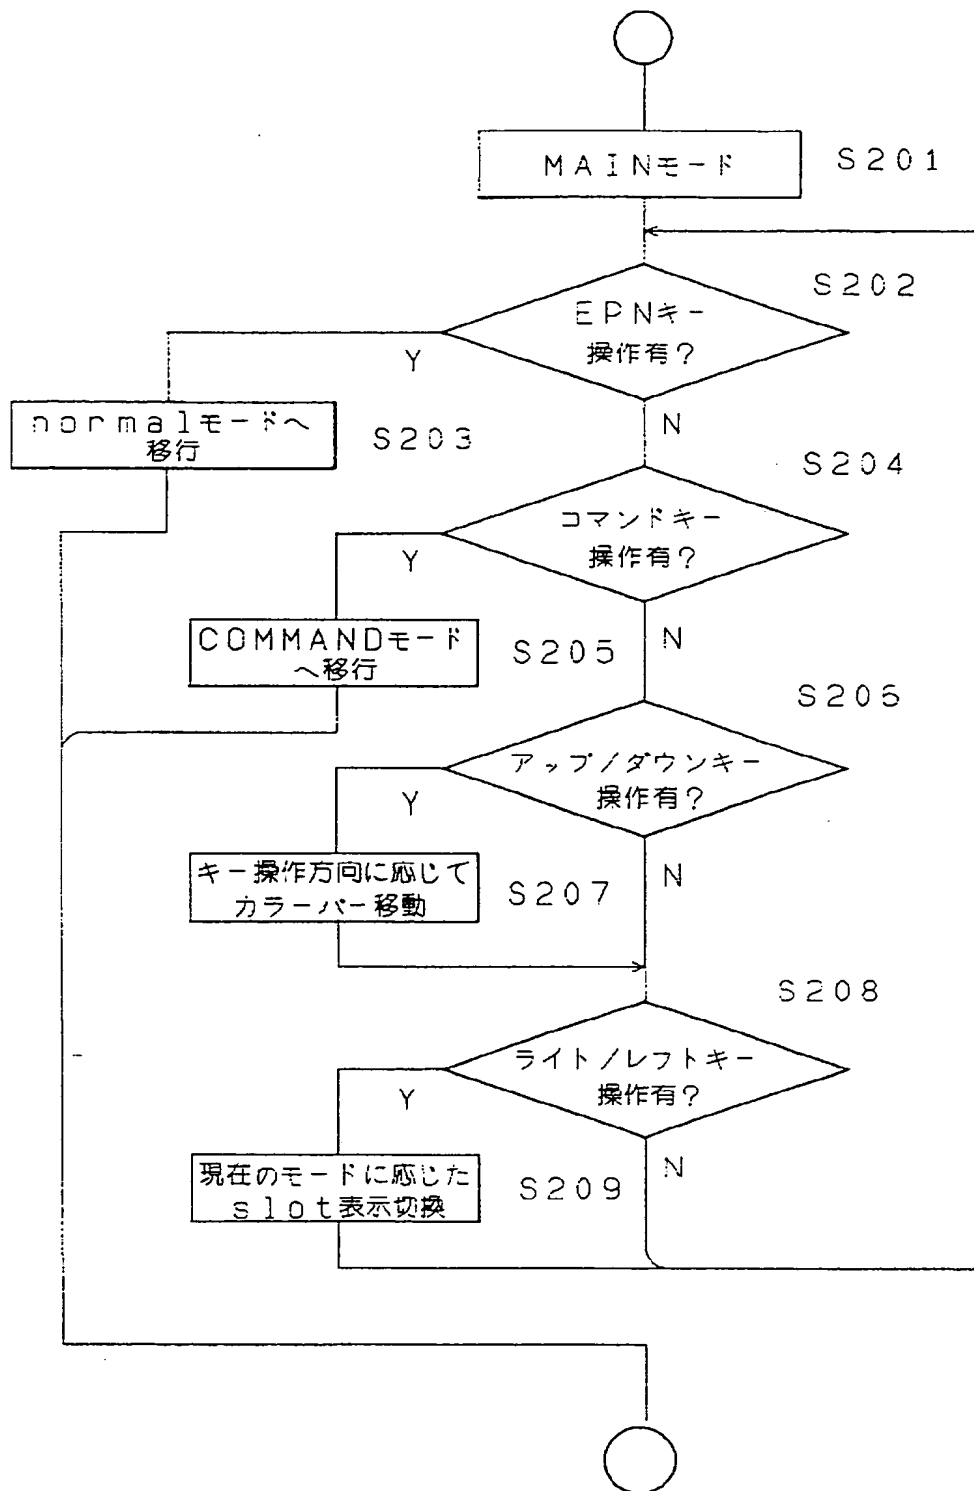 MAINモード
S201
S202
EPNキー
操作有?
Y
N
normalモードへ
移行
S203
S204
コマンドキー
操作有?
Y
N
COMMANDモード
へ移行
S205
S206
アップ/ダウンキー
操作有?
Y
N
キー操作方向に応じて
カラーバー移動
S207
S208
ライト/レフトキー
操作有?
Y
N
現在のモードに応じた
slot表示切換
S209